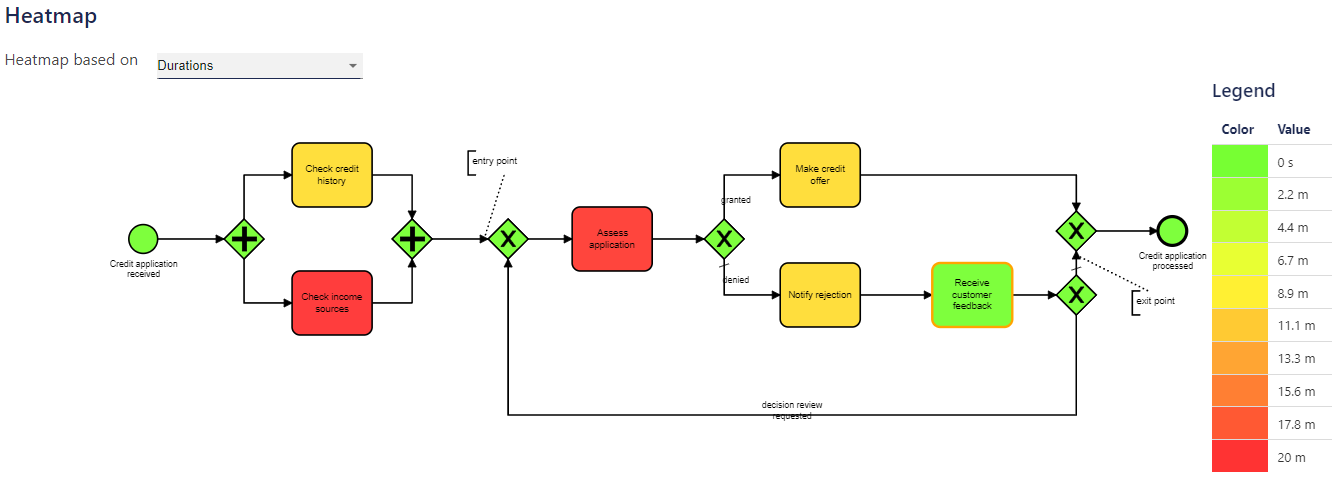 Heatmap
Heatmap based on
Durations
Legend
Color Value
0 s
2.2 m
4.4 m
6.7 m
8.9 m
11.1 m
13.3 m
15.6 m
17.8 m
20 m
Credit application
received
Check credit
history
Check income
sources
entry point
Assess
application
granted
denied
Make credit
offer
Notify rejection
Receive
customer
feedback
Credit application
processed
exit point
decision review
requested